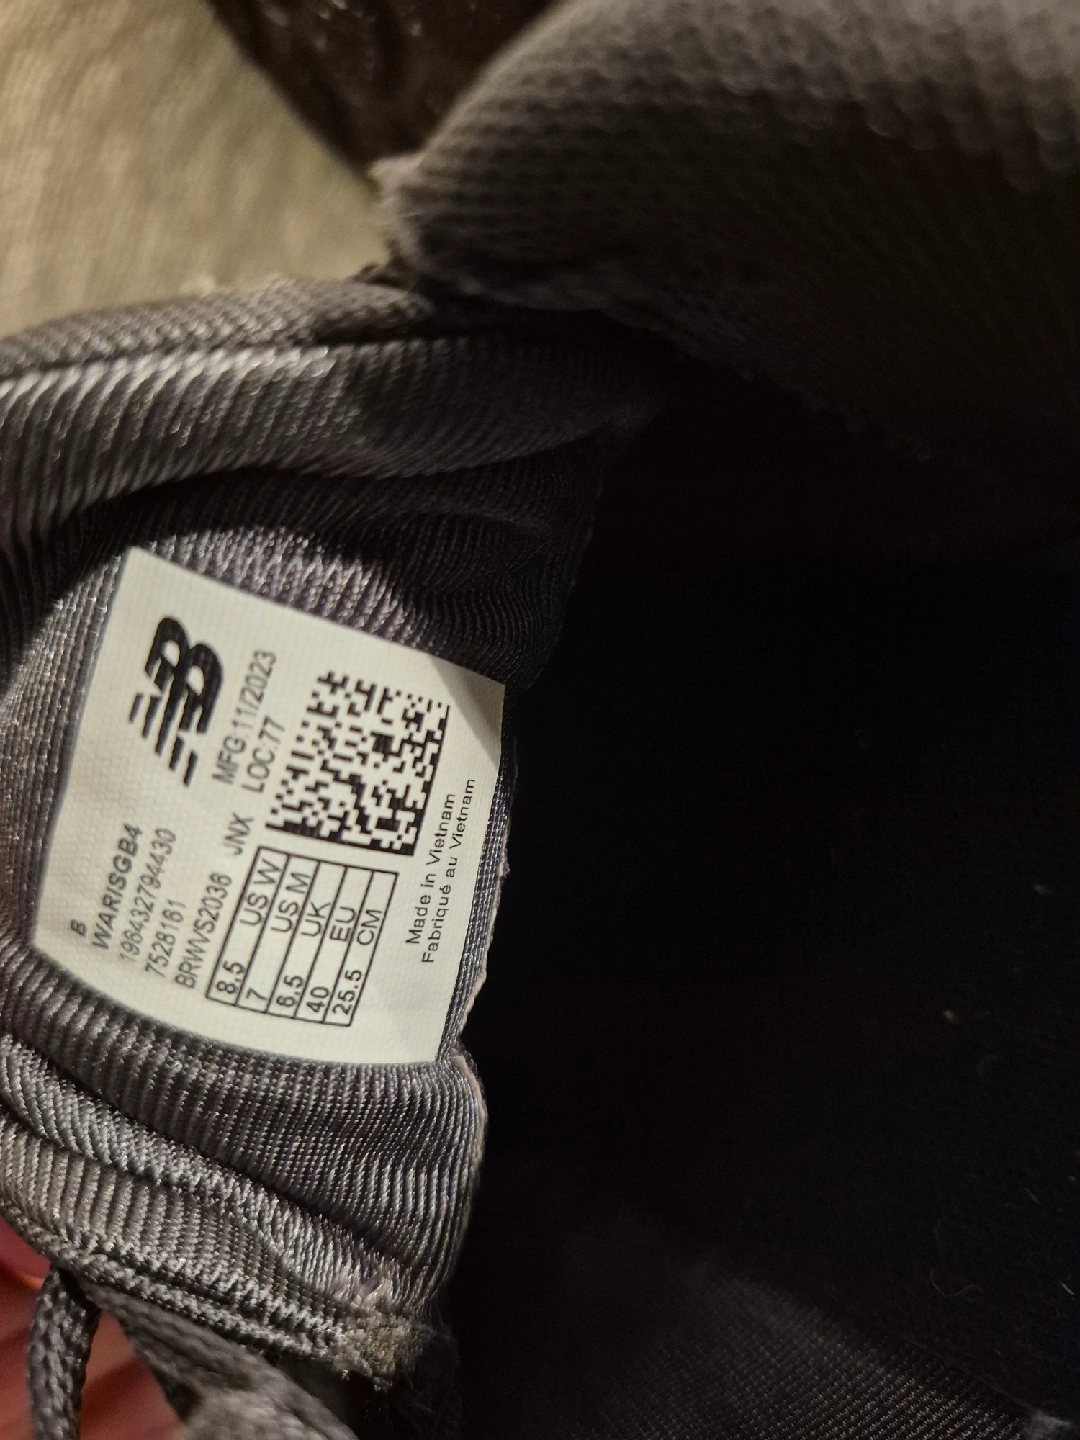 NB
B
WARISGB4
196432794430
7528161
BRWVS2036 JNX
MFG:11/2023
LOC:77
8.5 US W
7 US M
6.5 UK
40 EU
25.5 CM
Made in Vietnam
Fabriqué au Vietnam